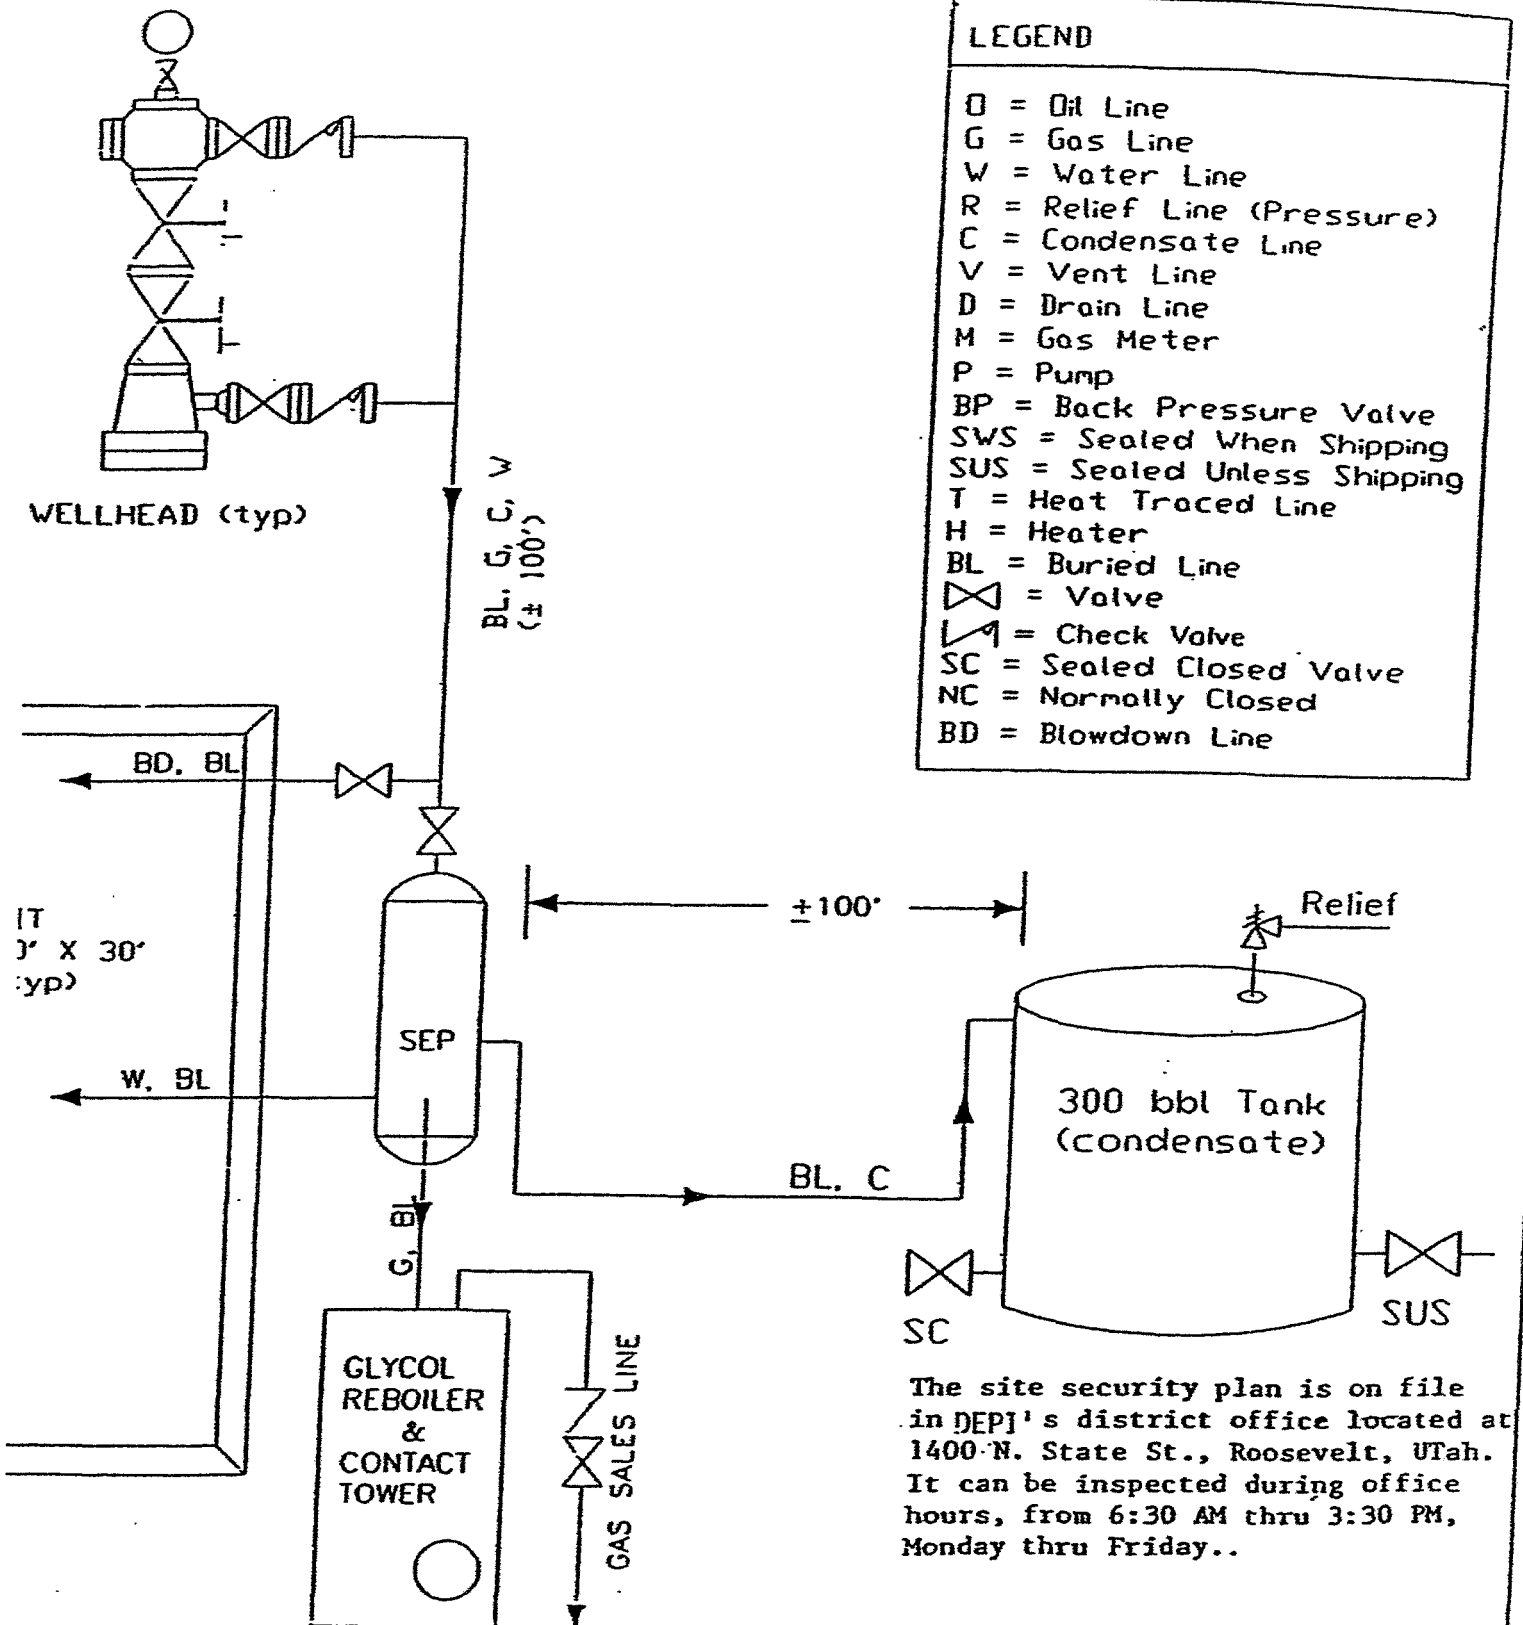 LEGEND
O = Oil Line
G = Gas Line
W = Water Line
R = Relief Line (Pressure)
C = Condensate Line
V = Vent Line
D = Drain Line
M = Gas Meter
P = Pump
BP = Back Pressure Valve
SWS = Sealed When Shipping
SUS = Sealed Unless Shipping
T = Heat Traced Line
H = Heater
BL = Buried Line
= Valve
= Check Valve
SC = Sealed Closed Valve
NC = Normally Closed
BD = Blowdown Line
WELLHEAD (typ)
BL, G, C, W
(± 100')
BD, BL
IT
0' X 30'
typ)
W, BL
SEP
±100'
Relief
300 bbl Tank
(condensate)
BL, C
G, BL
SC
SUS
GLYCOL
REBOILER
&
CONTACT
TOWER
GAS SALES LINE
The site security plan is on file
in DEPI's district office located at
1400 N. State St., Roosevelt, UTah.
It can be inspected during office
hours, from 6:30 AM thru 3:30 PM,
Monday thru Friday..